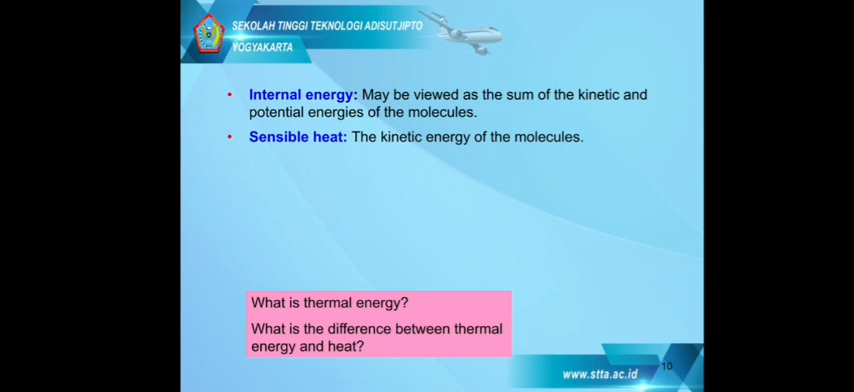 SEKOLAH TINGGI TEKNOLOGI ADISUTJIPTO
YOGYAKARTA
• Internal energy: May be viewed as the sum of the kinetic and
potential energies of the molecules.
• Sensible heat: The kinetic energy of the molecules.
What is thermal energy?
What is the difference between thermal
energy and heat?
www.stta.ac.id
10